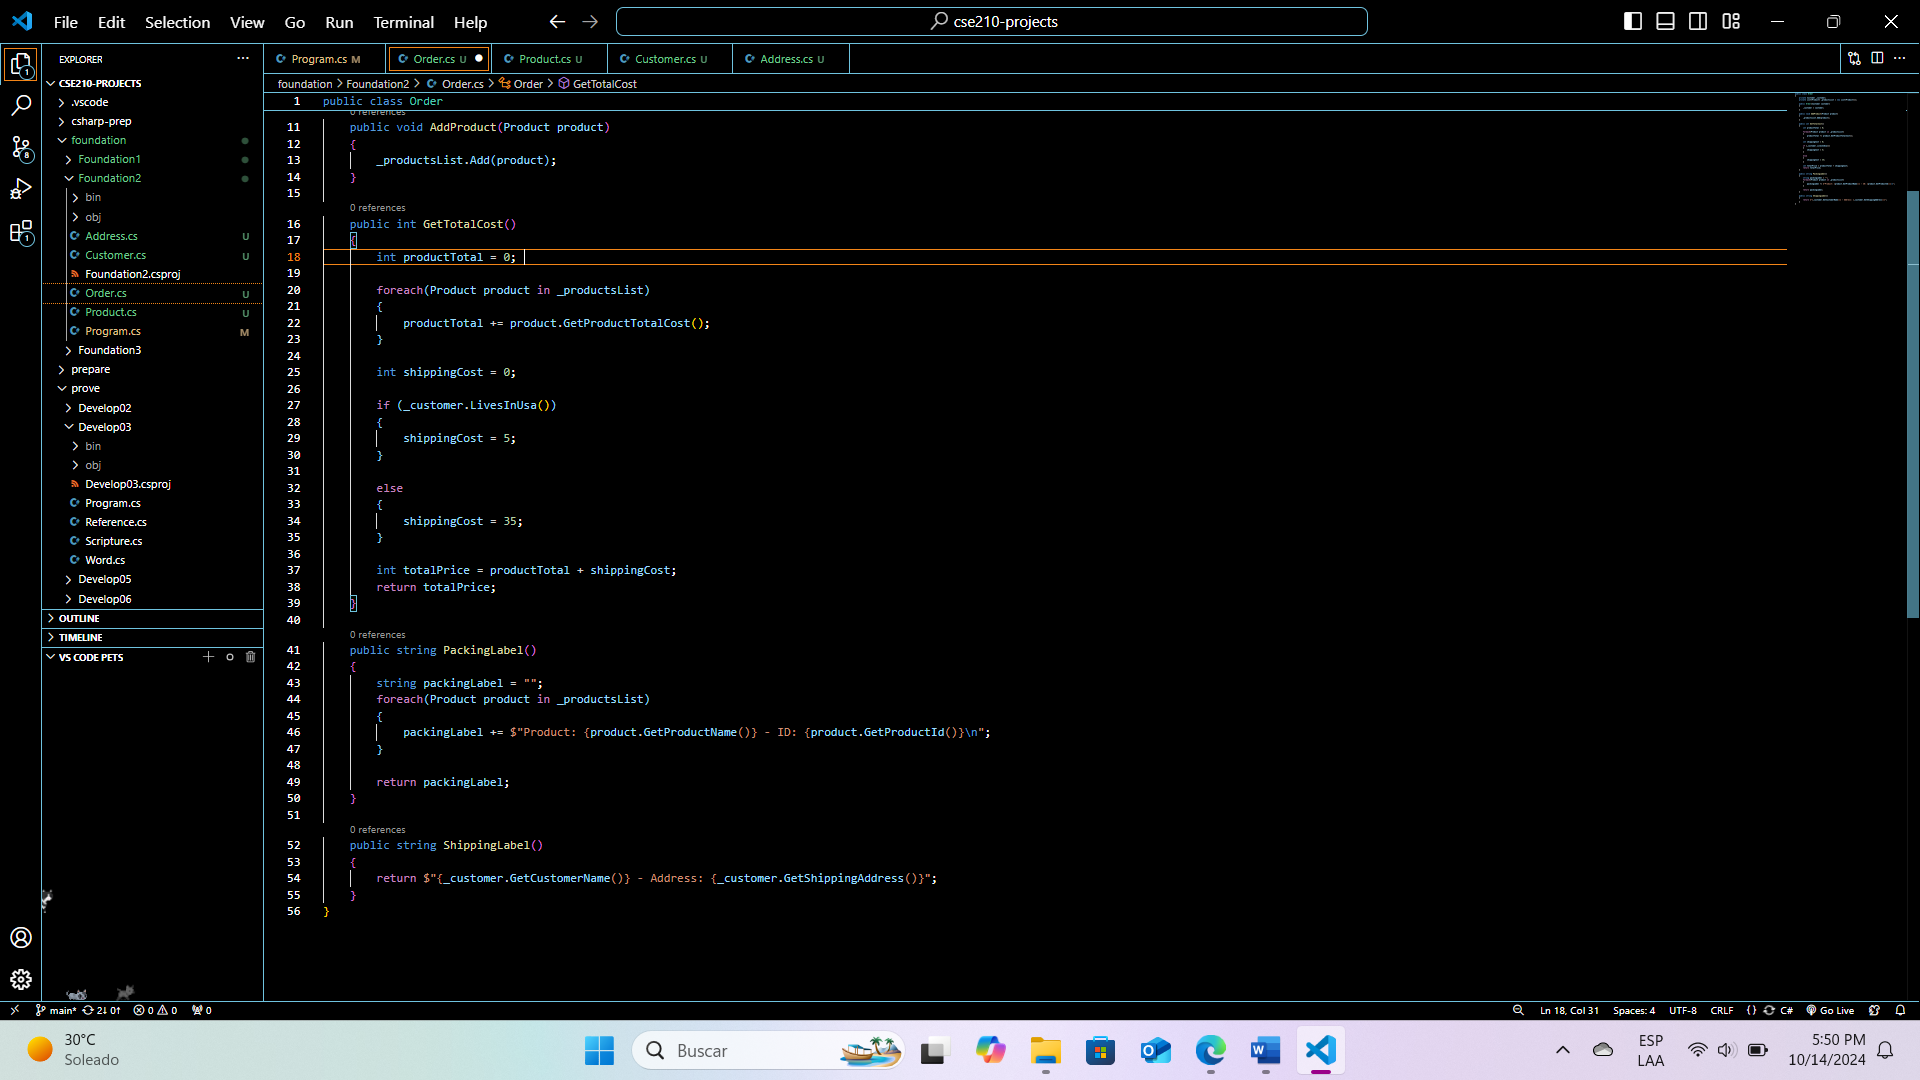 File Edit Selection View Go Run Terminal Help
cse210-projects
EXPLORER
CSE210-PROJECTS
.vscode
csharp-prep
foundation
Foundation1
Foundation2
bin
obj
Address.cs U
Customer.cs U
Foundation2.csproj
Order.cs U
Product.cs U
Program.cs M
Foundation3
prepare
prove
Develop02
Develop03
bin
obj
Develop03.csproj
Program.cs
Reference.cs
Scripture.cs
Word.cs
Develop05
Develop06
OUTLINE
TIMELINE
VS CODE PETS
Program.cs M Order.cs U Product.cs U Customer.cs U Address.cs U
foundation > Foundation2 > Order.cs > Order > GetTotalCost
1 public class Order
0 references
11 public void AddProduct(Product product)
12 {
13 _productsList.Add(product);
14 }
15
0 references
16 public int GetTotalCost()
17 {
18 int productTotal = 0;
19
20 foreach(Product product in _productsList)
21 {
22 productTotal += product.GetProductTotalCost();
23 }
24
25 int shippingCost = 0;
26
27 if (_customer.LivesInUsa())
28 {
29 shippingCost = 5;
30 }
31
32 else
33 {
34 shippingCost = 35;
35 }
36
37 int totalPrice = productTotal + shippingCost;
38 return totalPrice;
39 }
40
0 references
41 public string PackingLabel()
42 {
43 string packingLabel = "";
44 foreach(Product product in _productsList)
45 {
46 packingLabel += $"Product: {product.GetProductName()} - ID: {product.GetProductId()}\n";
47 }
48
49 return packingLabel;
50 }
51
0 references
52 public string ShippingLabel()
53 {
54 return $"{_customer.GetCustomerName()} - Address: {_customer.GetShippingAddress()}";
55 }
56 }
main* 2↓ 0↑ 0 0 0
Ln 18, Col 31 Spaces: 4 UTF-8 CRLF {} C# Go Live
30°C
Soleado
Buscar
ESP
LAA
5:50 PM
10/14/2024